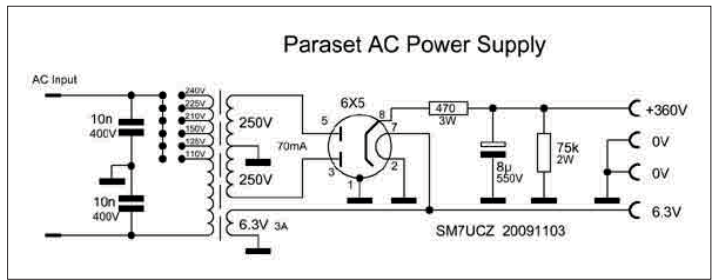 Paraset AC Power Supply
AC Input
10n
400V
10n
400V
240V
225V
210V
150V
125V
110V
250V
250V
6.3V 3A
70mA
6X5
5
3
8
7
2
1
470
3W
8µ
550V
75k
2W
+360V
0V
0V
6.3V
SM7UCZ 20091103